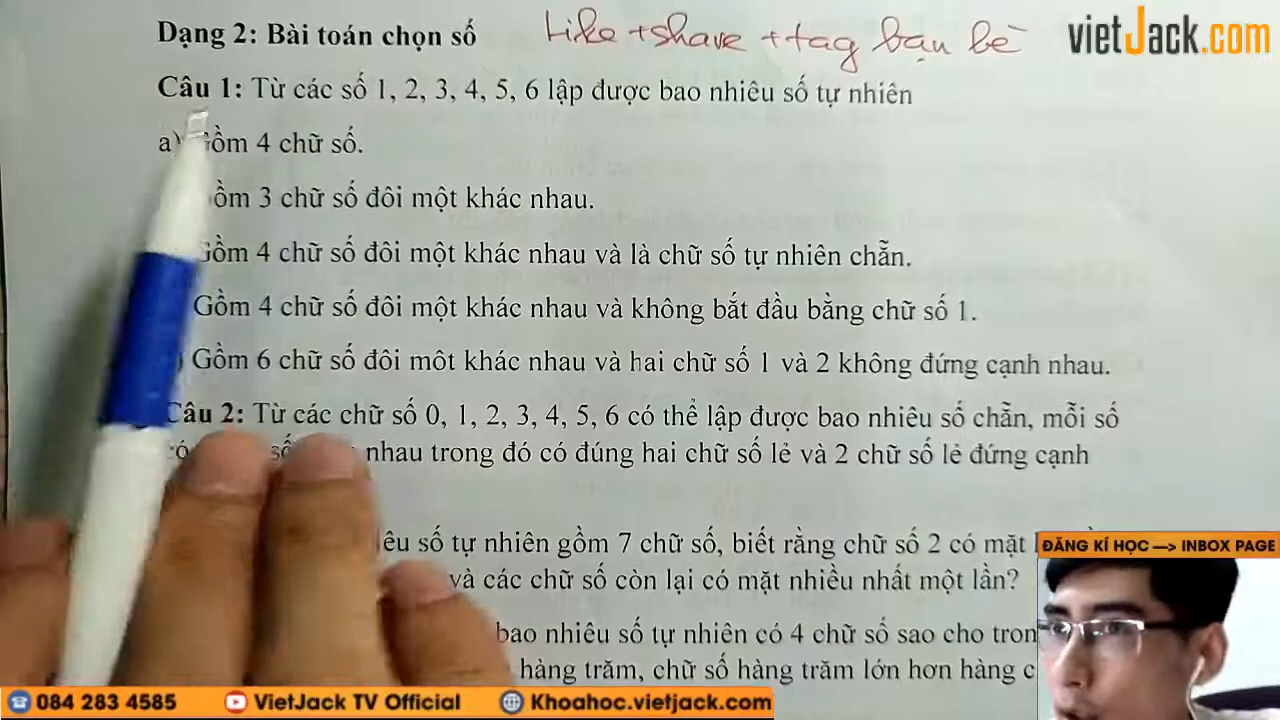 Dạng 2: Bài toán chọn số Like + share + tag bạn bè
vietJack.com
Câu 1: Từ các số 1, 2, 3, 4, 5, 6 lập được bao nhiêu số tự nhiên
a) Gồm 4 chữ số.
Gồm 3 chữ số đôi một khác nhau.
Gồm 4 chữ số đôi một khác nhau và là chữ số tự nhiên chẵn.
Gồm 4 chữ số đôi một khác nhau và không bắt đầu bằng chữ số 1.
) Gồm 6 chữ số đôi môt khác nhau và hai chữ số 1 và 2 không đứng cạnh nhau.
Câu 2: Từ các chữ số 0, 1, 2, 3, 4, 5, 6 có thể lập được bao nhiêu số chẵn, mỗi số
số nhau trong đó có đúng hai chữ số lẻ và 2 chữ số lẻ đứng cạnh
số tự nhiên gồm 7 chữ số, biết rằng chữ số 2 có mặt
và các chữ số còn lại có mặt nhiều nhất một lần?
bao nhiêu số tự nhiên có 4 chữ số sao cho
hàng trăm, chữ số hàng trăm lớn hơn hàng
ĐĂNG KÍ HỌC —> INBOX PAGE
084 283 4585 VietJack TV Official Khoahoc.vietjack.com